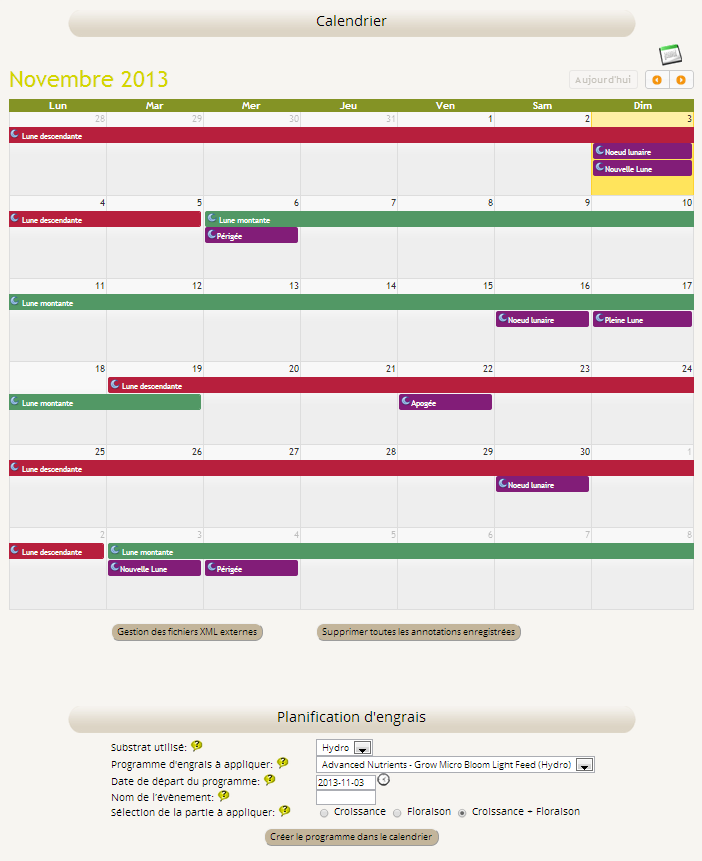 Calendrier
Novembre 2013
Aujourd'hui
Lun Mar Mer Jeu Ven Sam Dim
28 29 30 31 1 2 3
Lune descendante
Noeud lunaire
Nouvelle Lune
4 5 6 7 8 9 10
Lune descendante Lune montante
Périgée
11 12 13 14 15 16 17
Lune montante
Noeud lunaire Pleine Lune
18 19 20 21 22 23 24
Lune descendante
Lune montante Apogée
25 26 27 28 29 30 1
Lune descendante
Noeud lunaire
2 3 4 5 6 7 8
Lune descendante Lune montante
Nouvelle Lune Périgée
Gestion des fichiers XML externes Supprimer toutes les annotations enregistrées
Planification d'engrais
Substrat utilisé: ? Hydro
Programme d'engrais à appliquer: ? Advanced Nutrients - Grow Micro Bloom Light Feed (Hydro)
Date de départ du programme: ? 2013-11-03
Nom de l'évènement: ?
Sélection de la partie à appliquer: ? Croissance Floraison Croissance + Floraison
Créer le programme dans le calendrier